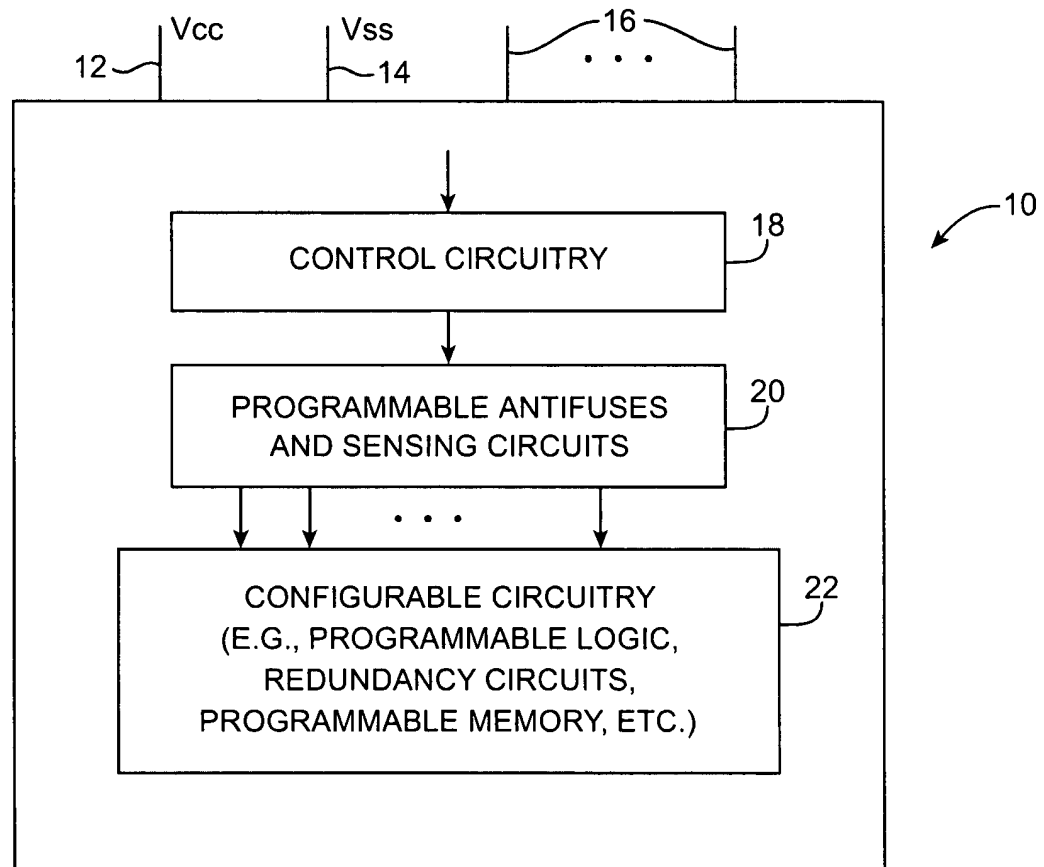 Vcc
Vss
16
12
14
. . .
10
18
CONTROL CIRCUITRY
20
PROGRAMMABLE ANTIFUSES
AND SENSING CIRCUITS
. . .
22
CONFIGURABLE CIRCUITRY
(E.G., PROGRAMMABLE LOGIC,
REDUNDANCY CIRCUITS,
PROGRAMMABLE MEMORY, ETC.)